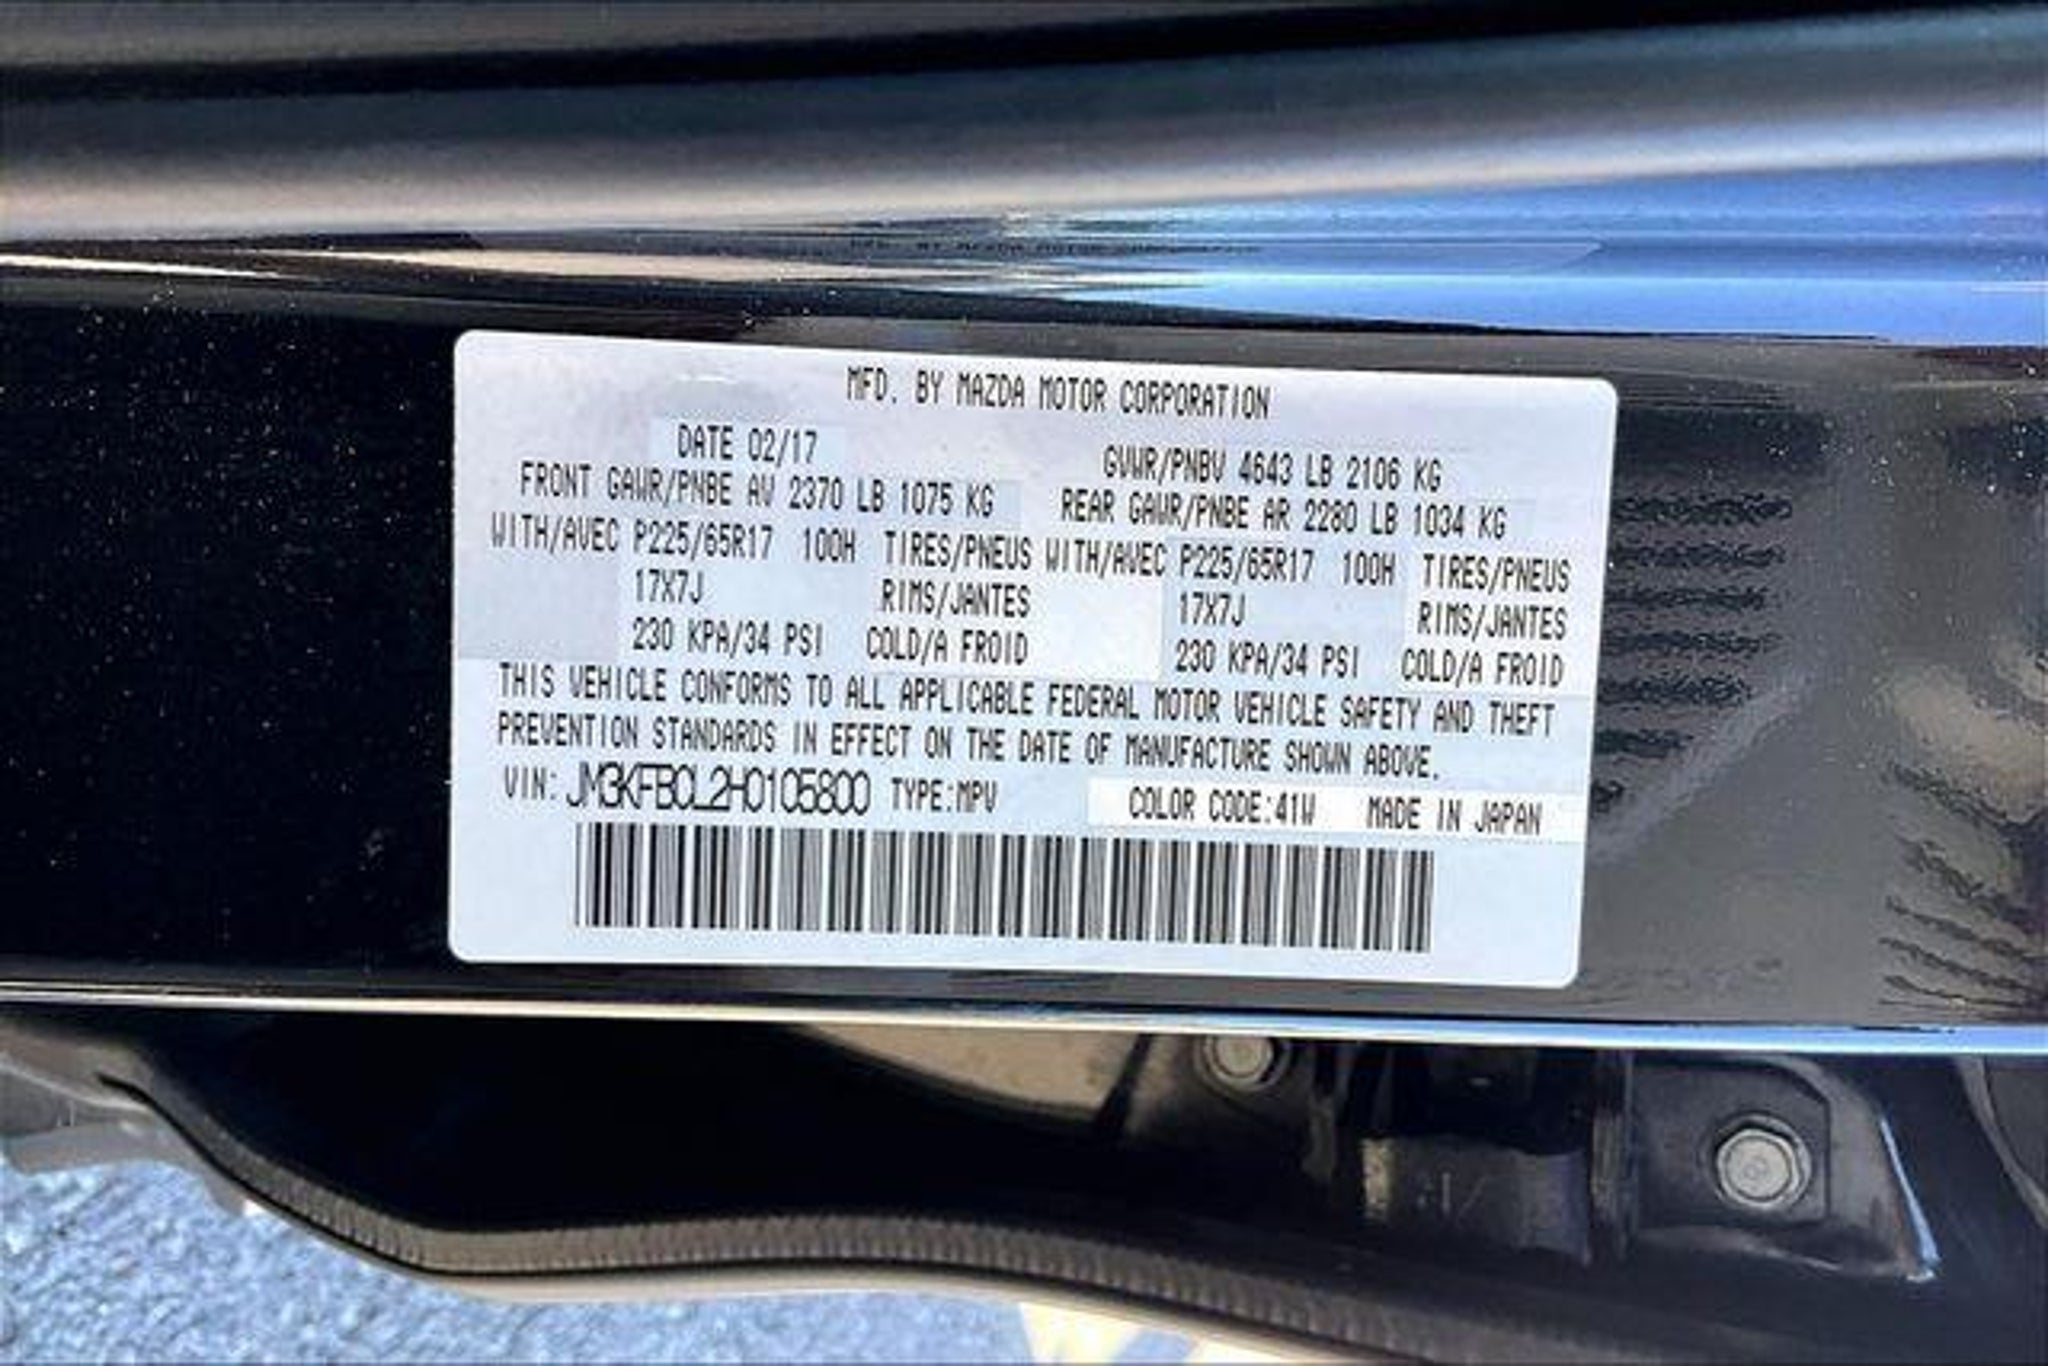 MFD. BY MAZDA MOTOR CORPORATION
DATE 02/17 GVWR/PNBV 4643 LB 2106 KG
FRONT GAWR/PNBE AV 2370 LB 1075 KG REAR GAWR/PNBE AR 2280 LB 1034 KG
WITH/AVEC P225/65R17 100H TIRES/PNEUS WITH/AVEC P225/65R17 100H TIRES/PNEUS
17X7J RIMS/JANTES 17X7J RIMS/JANTES
230 KPA/34 PSI COLD/A FROID 230 KPA/34 PSI COLD/A FROID
THIS VEHICLE CONFORMS TO ALL APPLICABLE FEDERAL MOTOR VEHICLE SAFETY AND THEFT
PREVENTION STANDARDS IN EFFECT ON THE DATE OF MANUFACTURE SHOWN ABOVE.
VIN: JM3KFBCL2H0105800 TYPE:MPV COLOR CODE:41W MADE IN JAPAN